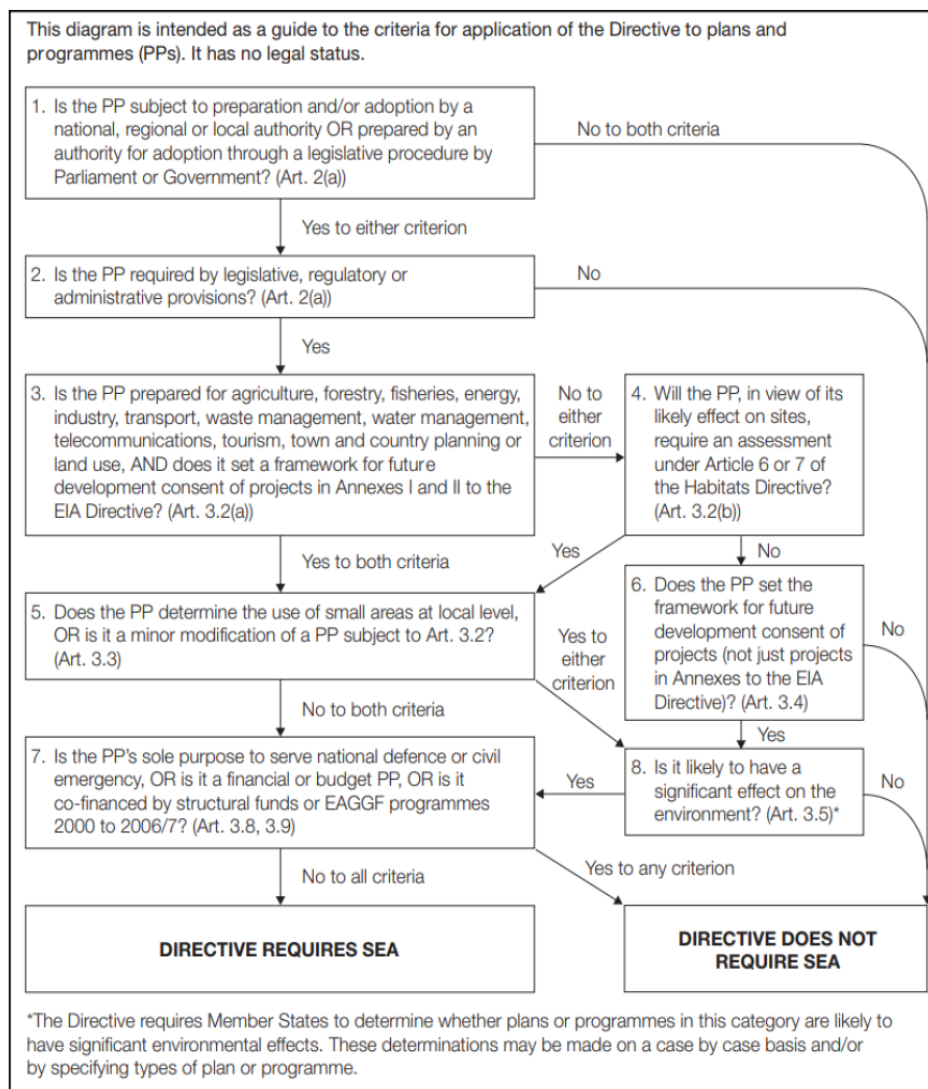 This diagram is intended as a guide to the criteria for application of the Directive to plans and
programmes (PPs). It has no legal status.
1. Is the PP subject to preparation and/or adoption by a
national, regional or local authority OR prepared by an
authority for adoption through a legislative procedure by
Parliament or Government? (Art. 2(a))
No to both criteria
Yes to either criterion
2. Is the PP required by legislative, regulatory or
administrative provisions? (Art. 2(a))
No
Yes
3. Is the PP prepared for agriculture, forestry, fisheries, energy,
industry, transport, waste management, water management,
telecommunications, tourism, town and country planning or
land use, AND does it set a framework for future
development consent of projects in Annexes I and II to the
EIA Directive? (Art. 3.2(a))
No to
either
criterion
4. Will the PP, in view of its
likely effect on sites,
require an assessment
under Article 6 or 7 of
the Habitats Directive?
(Art. 3.2(b))
Yes to both criteria
Yes
No
5. Does the PP determine the use of small areas at local level,
OR is it a minor modification of a PP subject to Art. 3.2?
(Art. 3.3)
Yes to
either
criterion
6. Does the PP set the
framework for future
development consent of
projects (not just projects
in Annexes to the EIA
Directive)? (Art. 3.4)
No
No to both criteria
Yes
7. Is the PP's sole purpose to serve national defence or civil
emergency, OR is it a financial or budget PP, OR is it
co-financed by structural funds or EAGGF programmes
2000 to 2006/7? (Art. 3.8, 3.9)
Yes
8. Is it likely to have a
significant effect on the
environment? (Art. 3.5)*
No
No to all criteria
Yes to any criterion
DIRECTIVE REQUIRES SEA
DIRECTIVE DOES NOT
REQUIRE SEA
*The Directive requires Member States to determine whether plans or programmes in this category are likely to
have significant environmental effects. These determinations may be made on a case by case basis and/or
by specifying types of plan or programme.